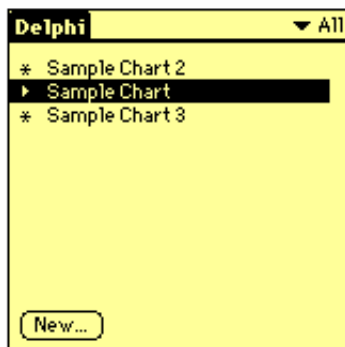 Delphi
All
* Sample Chart 2
Sample Chart
* Sample Chart 3
New...